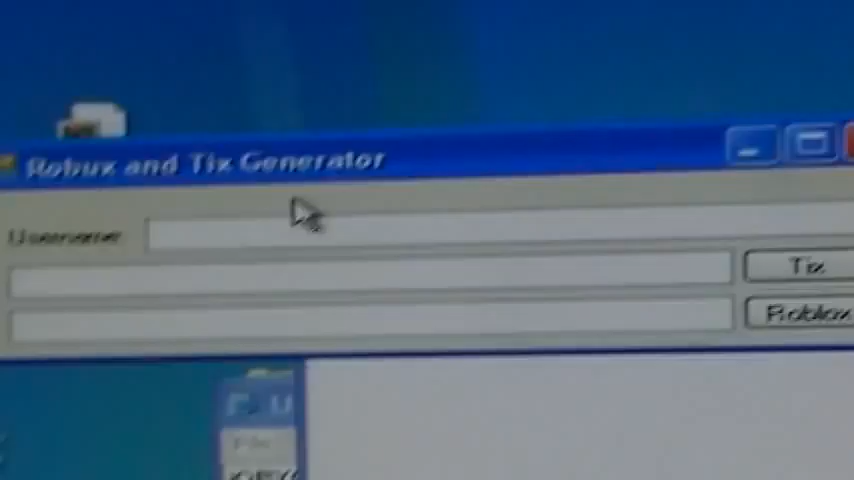 Robux and Tix Generator
Username
Tix
Roblox